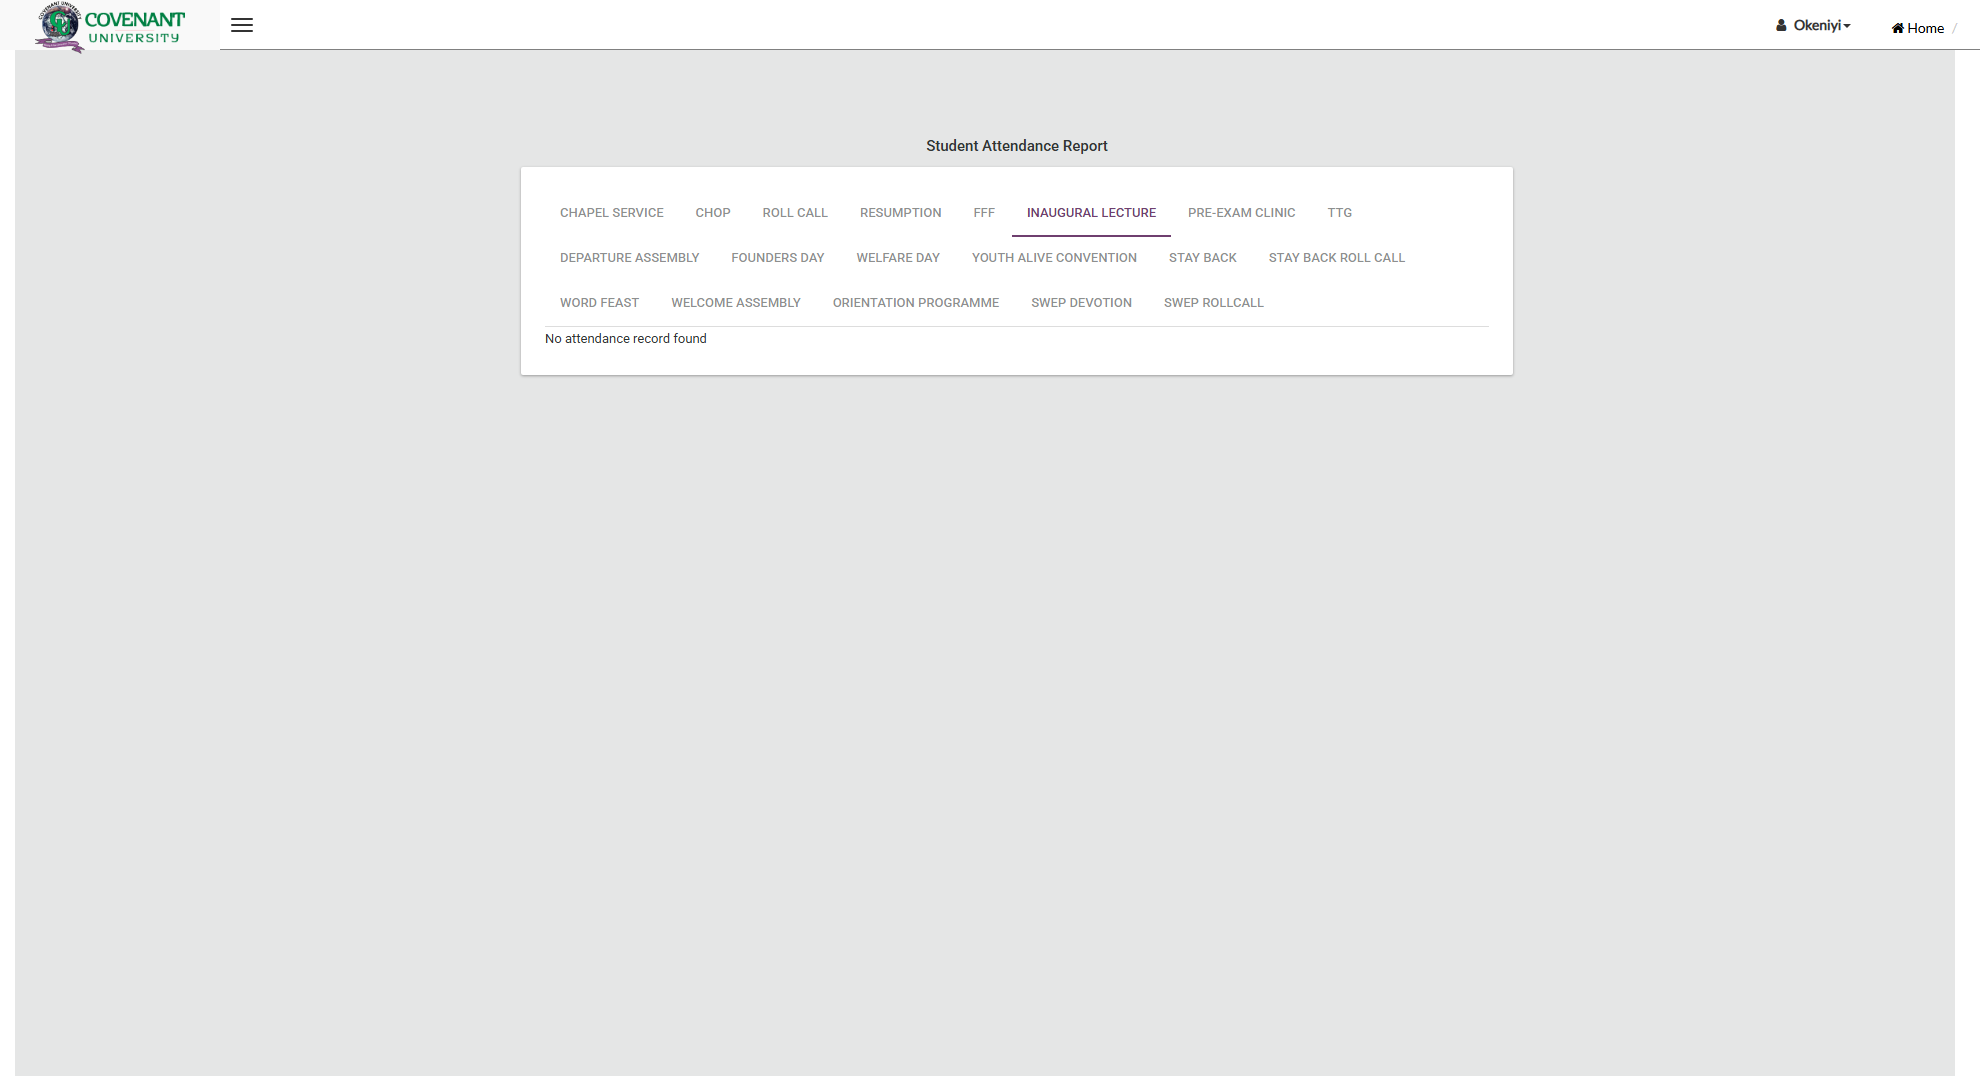 COVENANT
UNIVERSITY
Okeniyi
Home /
Student Attendance Report
CHAPEL SERVICE CHOP ROLL CALL RESUMPTION FFF INAUGURAL LECTURE PRE-EXAM CLINIC TTG
DEPARTURE ASSEMBLY FOUNDERS DAY WELFARE DAY YOUTH ALIVE CONVENTION STAY BACK STAY BACK ROLL CALL
WORD FEAST WELCOME ASSEMBLY ORIENTATION PROGRAMME SWEP DEVOTION SWEP ROLLCALL
No attendance record found